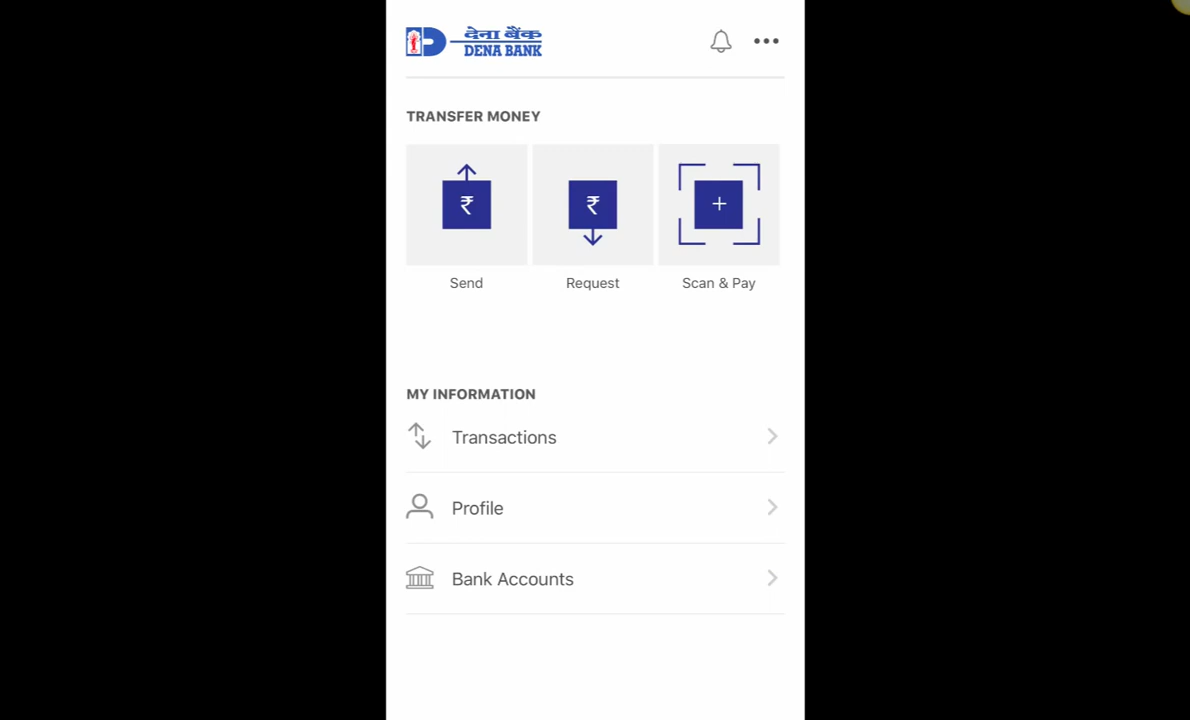 देना बैंक
DENA BANK
TRANSFER MONEY
₹ ₹ +
Send Request Scan & Pay
MY INFORMATION
Transactions
Profile
Bank Accounts